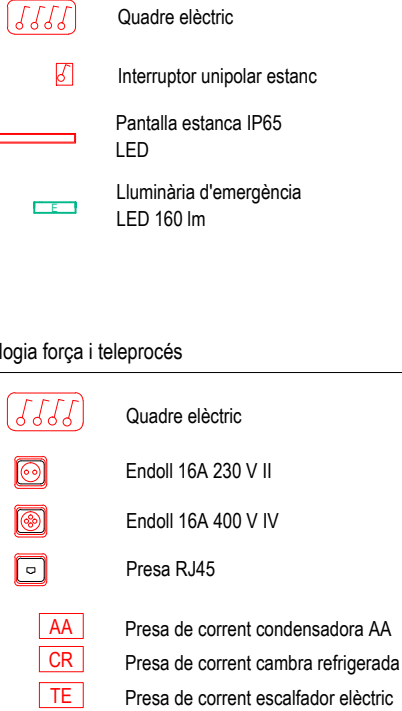 Quadre elèctric
Interruptor unipolar estanc
Pantalla estanca IP65
LED
E
Lluminària d'emergència
LED 160 lm
logia força i teleprocés
Quadre elèctric
Endoll 16A 230 V II
Endoll 16A 400 V IV
Presa RJ45
AA Presa de corrent condensadora AA
CR Presa de corrent cambra refrigerada
TE Presa de corrent escalfador elèctric